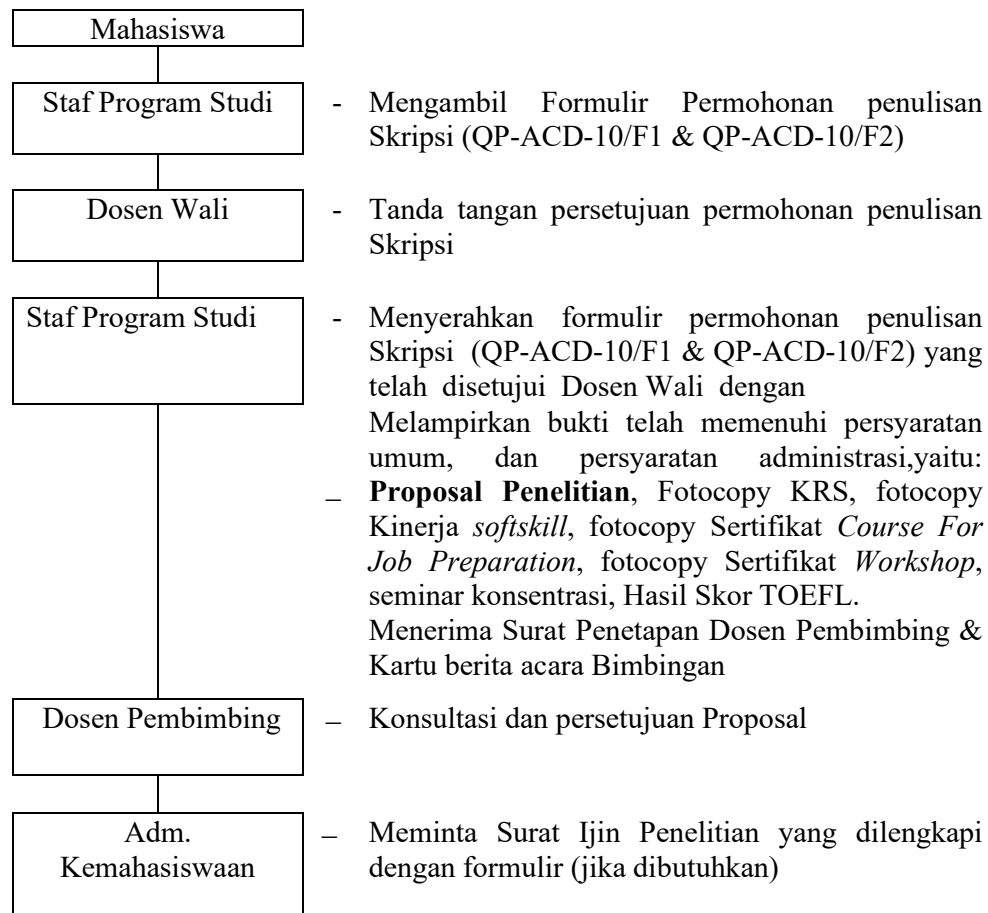 Mahasiswa
Staf Program Studi
- Mengambil Formulir Permohonan penulisan
Skripsi (QP-ACD-10/F1 & QP-ACD-10/F2)
Dosen Wali
- Tanda tangan persetujuan permohonan penulisan
Skripsi
Staf Program Studi
- Menyerahkan formulir permohonan penulisan
Skripsi (QP-ACD-10/F1 & QP-ACD-10/F2) yang
telah disetujui Dosen Wali dengan
Melampirkan bukti telah memenuhi persyaratan
umum, dan persyaratan administrasi,yaitu:
– Proposal Penelitian, Fotocopy KRS, fotocopy
Kinerja softskill, fotocopy Sertifikat Course For
Job Preparation, fotocopy Sertifikat Workshop,
seminar konsentrasi, Hasil Skor TOEFL.
Menerima Surat Penetapan Dosen Pembimbing &
Kartu berita acara Bimbingan
Dosen Pembimbing
– Konsultasi dan persetujuan Proposal
Adm.
Kemahasiswaan
– Meminta Surat Ijin Penelitian yang dilengkapi
dengan formulir (jika dibutuhkan)